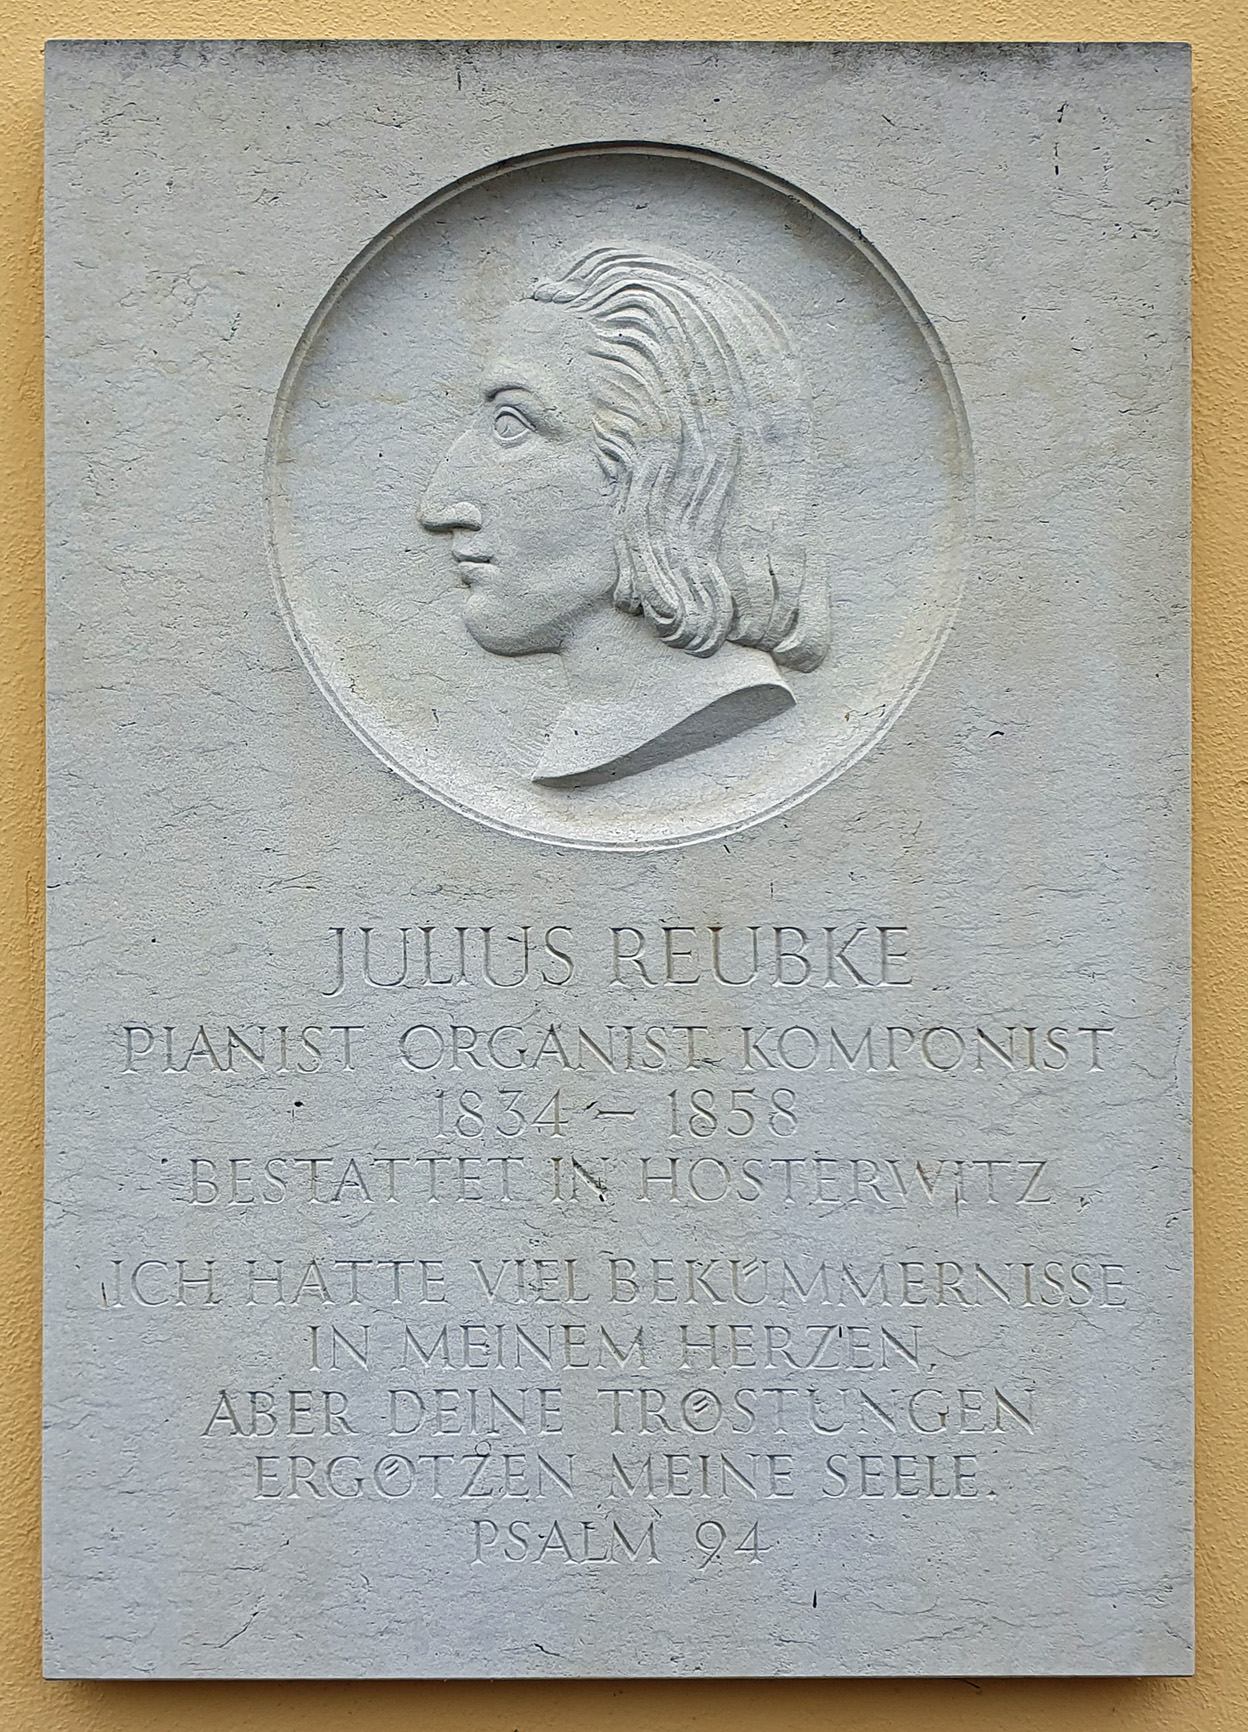 JULIUS REUBKE
PIANIST ORGANIST KOMPONIST
1834 – 1858
BESTATTET IN HOSTERWITZ
ICH HATTE VIEL BEKÜMMERNISSE
IN MEINEM HERZEN,
ABER DEINE TRÖSTUNGEN
ERGÖTZEN MEINE SEELE.
PSALM 94